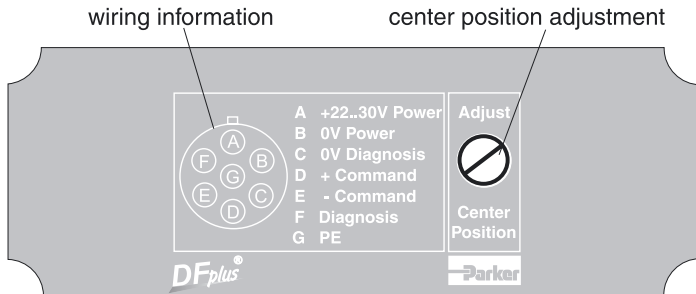 wiring information
center position adjustment
A +22..30V Power
B 0V Power
C 0V Diagnosis
D + Command
E - Command
F Diagnosis
G PE
A
F
B
G
E
C
D
Adjust
Center
Position
DFplus®
Parker